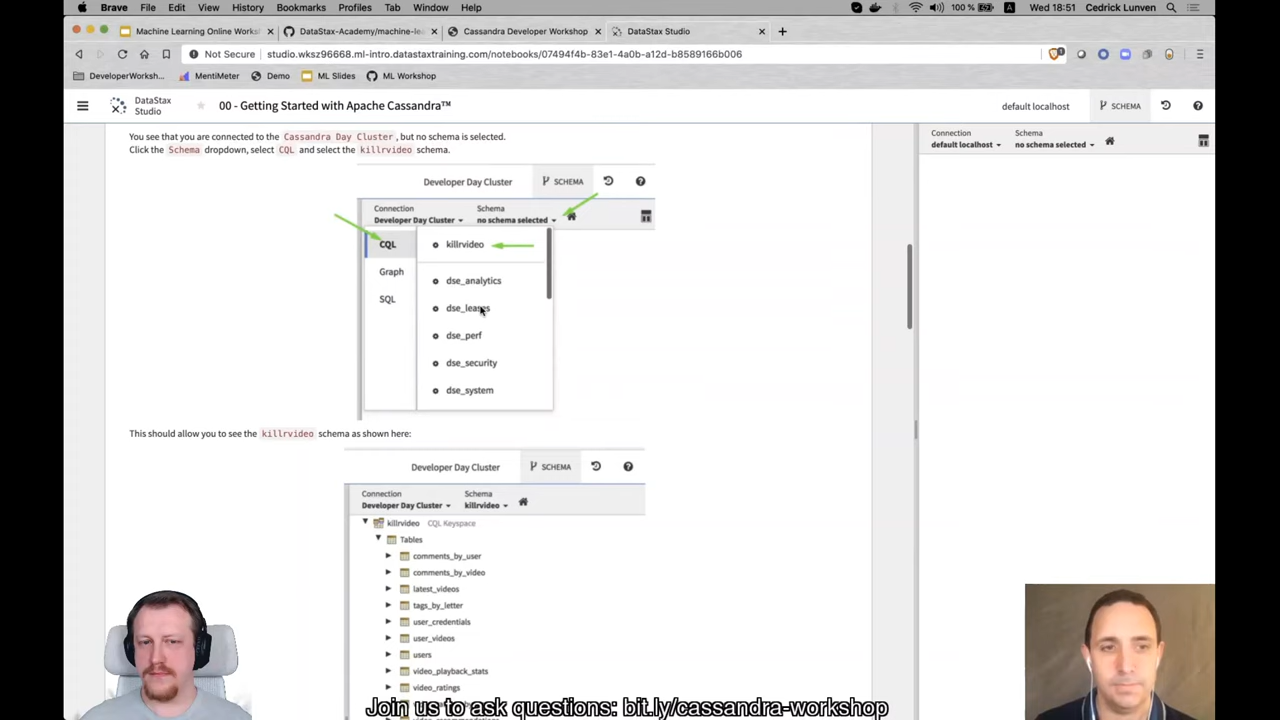 Brave File Edit View History Bookmarks Profiles Tab Window Help 100 % A Wed 18:51 Cedrick Lunven
Machine Learning Online Works × DataStax-Academy/machine-le × Cassandra Developer Workshop × DataStax Studio × +
Not Secure studio.wksz96668.ml-intro.datastaxtraining.com/notebooks/07494f4b-83e1-4a0b-a12d-b8589166b006
DeveloperWorksh... MentiMeter Demo ML Slides ML Workshop
DataStax
Studio
00 - Getting Started with Apache Cassandra™
default localhost SCHEMA
You see that you are connected to the Cassandra Day Cluster, but no schema is selected.
Click the Schema dropdown, select CQL and select the killrvideo schema.
Developer Day Cluster SCHEMA
Connection Schema
Developer Day Cluster no schema selected
CQL killrvideo
Graph dse_analytics
SQL dse_leases
dse_perf
dse_security
dse_system
This should allow you to see the killrvideo schema as shown here:
Developer Day Cluster SCHEMA
Connection Schema
Developer Day Cluster killrvideo
killrvideo CQL Keyspace
Tables
comments_by_user
comments_by_video
latest_videos
tags_by_letter
user_credentials
user_videos
users
video_playback_stats
video_ratings
Connection Schema
default localhost no schema selected
Join us to ask questions: bit.ly/cassandra-workshop